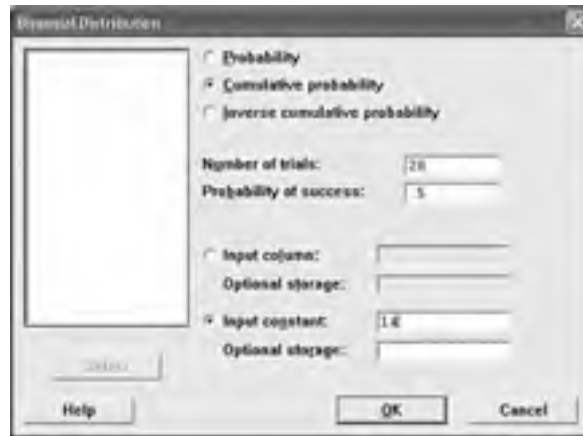 Binomial Distribution
Probability
Cumulative probability
Inverse cumulative probability
Number of trials:
Probability of success:
Input column:
Optional storage:
Input constant:
Optional storage:
Select
Help
OK
Cancel